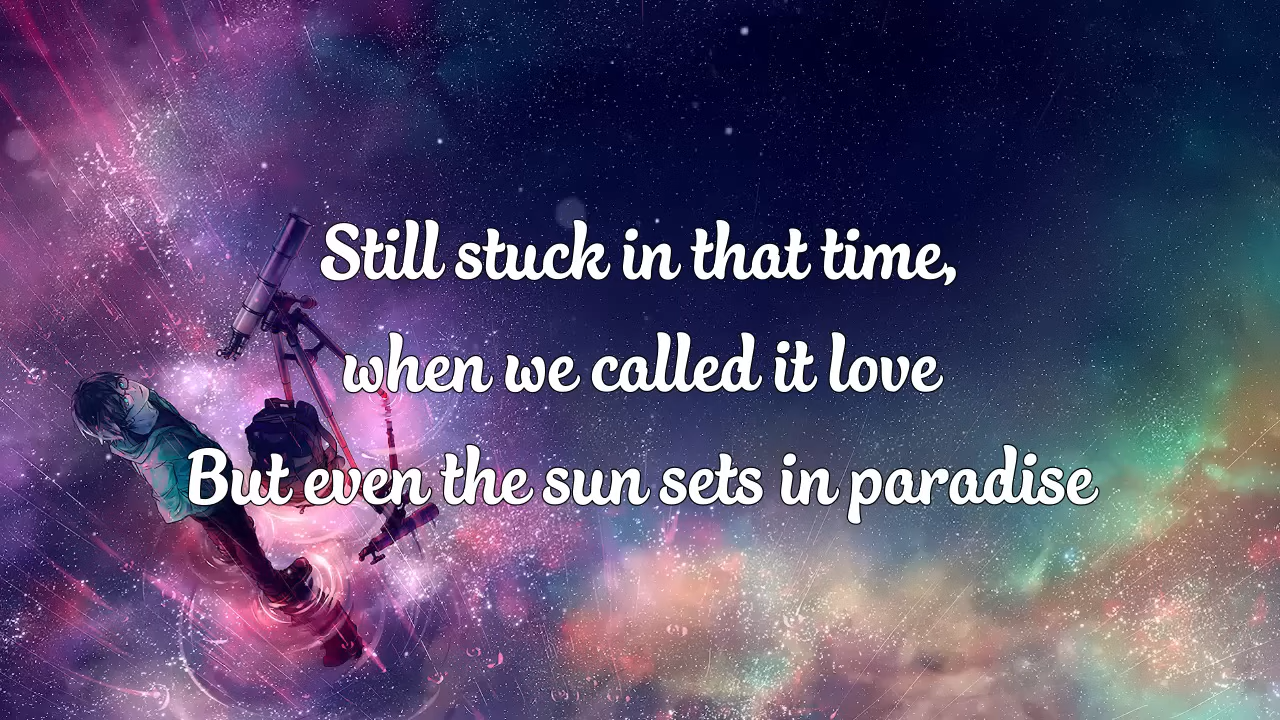 Still stuck in that time,
when we called it love
But even the sun sets in paradise